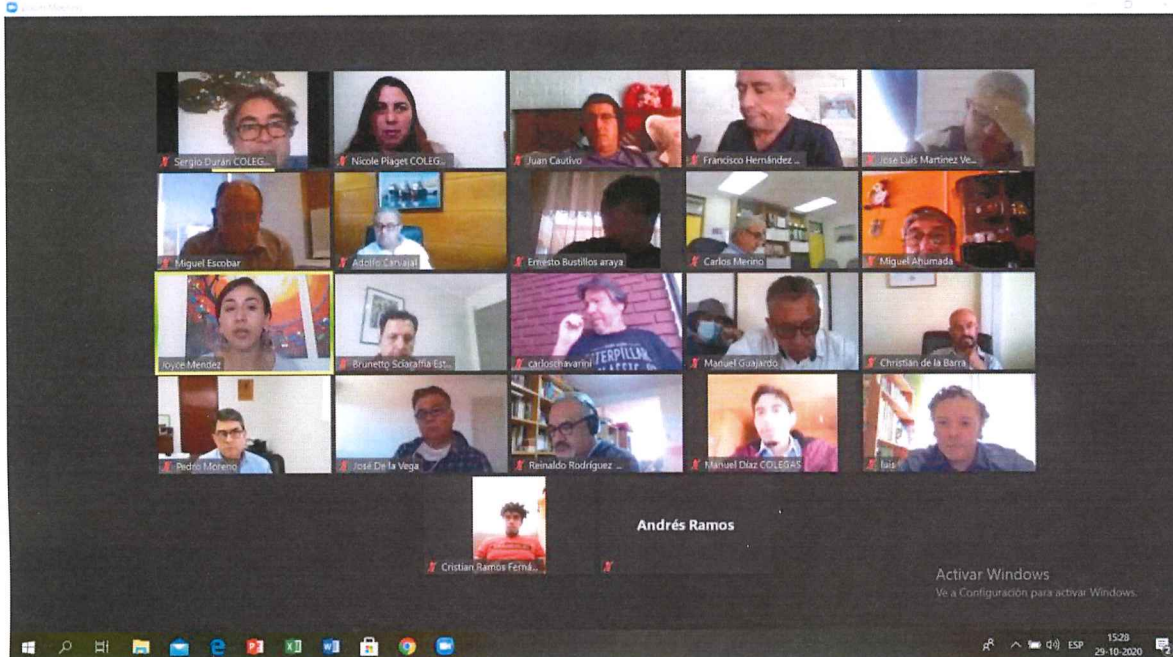 Zoom Meeting
Sergio Durán COLEG...
Nicole Piaget COLEG...
Juan Cautivo
Francisco Hernández ...
José Luis Martinez Ve...
Miguel Escobar
Adolfo Carvajal
Ernesto Bustillos araya
Carlos Merino
Miguel Ahumada
Joyce Mendez
Brunetto Sciaraffia Est...
carloschavarini
Manuel Guajardo
Christian de la Barra
Pedro Moreno
José De la Vega
Reinaldo Rodríguez ...
Manuel Díaz COLEGAS
luis
Cristian Ramos Ferná...
Andrés Ramos
Activar Windows
Ve a Configuración para activar Windows.
ESP
15:28
29-10-2020